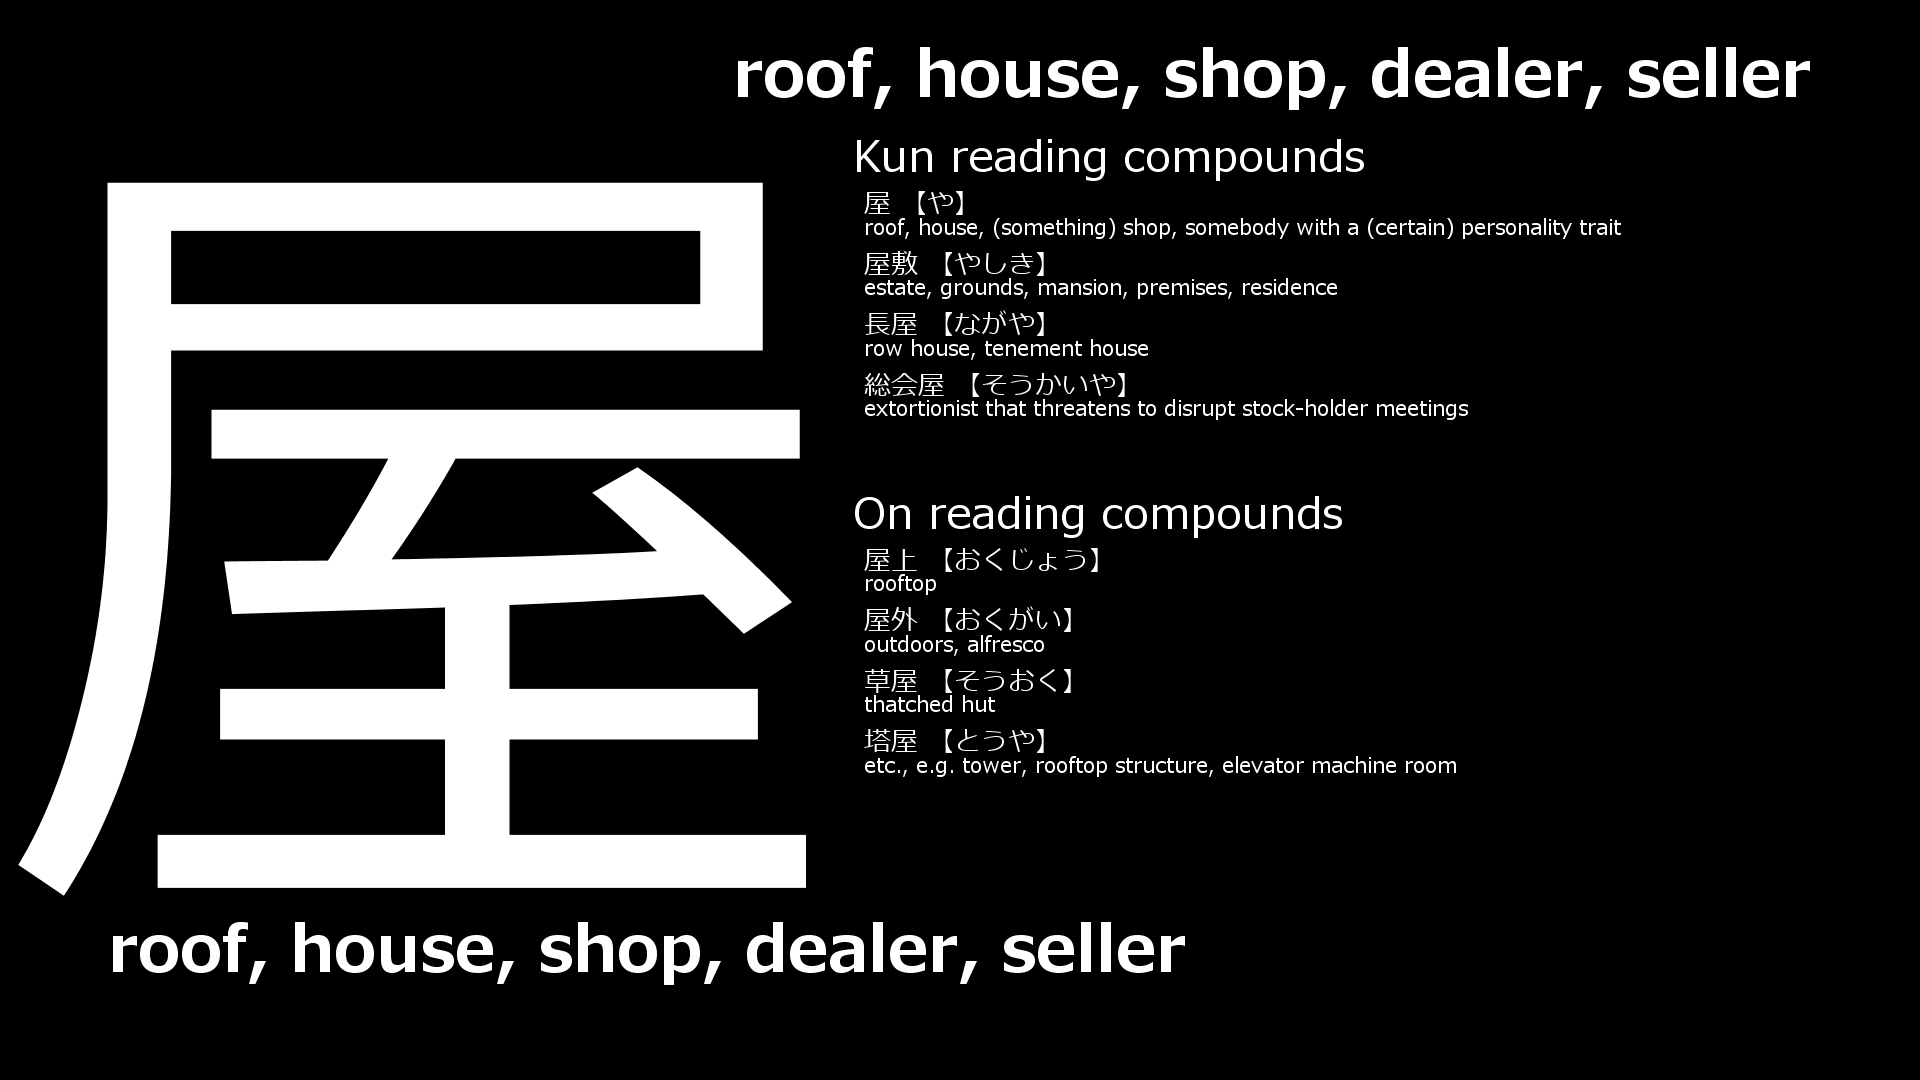 roof, house, shop, dealer, seller
屋
Kun reading compounds
屋 【や】
roof, house, (something) shop, somebody with a (certain) personality trait
屋敷 【やしき】
estate, grounds, mansion, premises, residence
長屋 【ながや】
row house, tenement house
総会屋 【そうかいや】
extortionist that threatens to disrupt stock-holder meetings
On reading compounds
屋上 【おくじょう】
rooftop
屋外 【おくがい】
outdoors, alfresco
草屋 【そうおく】
thatched hut
塔屋 【とうや】
etc., e.g. tower, rooftop structure, elevator machine room
roof, house, shop, dealer, seller